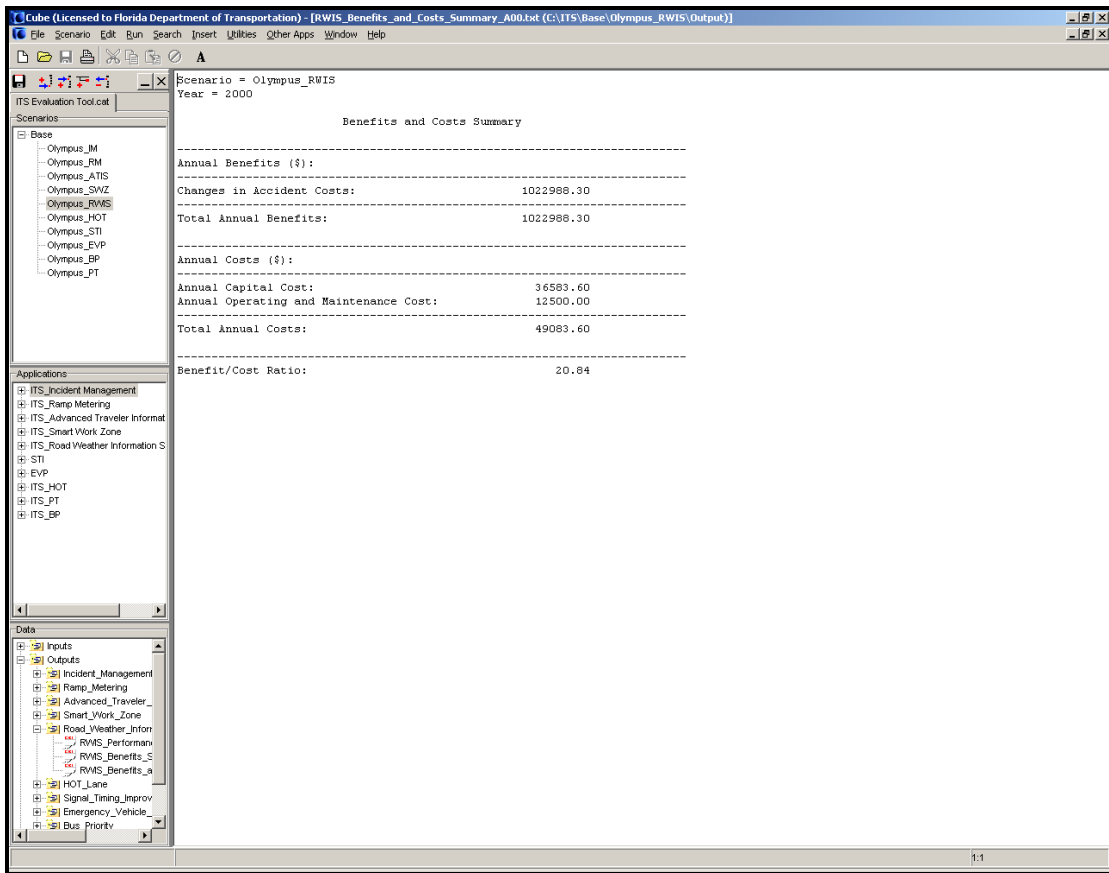 Cube (Licensed to Florida Department of Transportation) - [RWIS_Benefits_and_Costs_Summary_A00.txt (C:\ITS\Base\Olympus_RWIS\Output)]
File Scenario Edit Run Search Insert Utilities Other Apps Window Help
A
ITS Evaluation Tool.cat
Scenarios
Base
Olympus_IM
Olympus_RM
Olympus_ATIS
Olympus_SWZ
Olympus_RWIS
Olympus_HOT
Olympus_STI
Olympus_EVP
Olympus_BP
Olympus_PT
Applications
ITS_Incident Management
ITS_Ramp Metering
ITS_Advanced Traveler Informat
ITS_Smart Work Zone
ITS_Road Weather Information S
STI
EVP
ITS_HOT
ITS_PT
ITS_BP
Data
Inputs
Outputs
Incident_Management
Ramp_Metering
Advanced_Traveler_
Smart_Work_Zone
Road_Weather_Inforr
RWIS_Performan
RWIS_Benefits_S
RWIS_Benefits_a
HOT_Lane
Signal_Timing_Improv
Emergency_Vehicle_
Bus_Priority
Scenario = Olympus_RWIS
Year = 2000
Benefits and Costs Summary
--------------------------------------------------------------------------
Annual Benefits ($):
--------------------------------------------------------------------------
Changes in Accident Costs: 1022988.30
--------------------------------------------------------------------------
Total Annual Benefits: 1022988.30
--------------------------------------------------------------------------
Annual Costs ($):
--------------------------------------------------------------------------
Annual Capital Cost: 36583.60
Annual Operating and Maintenance Cost: 12500.00
--------------------------------------------------------------------------
Total Annual Costs: 49083.60
--------------------------------------------------------------------------
Benefit/Cost Ratio: 20.84
1:1